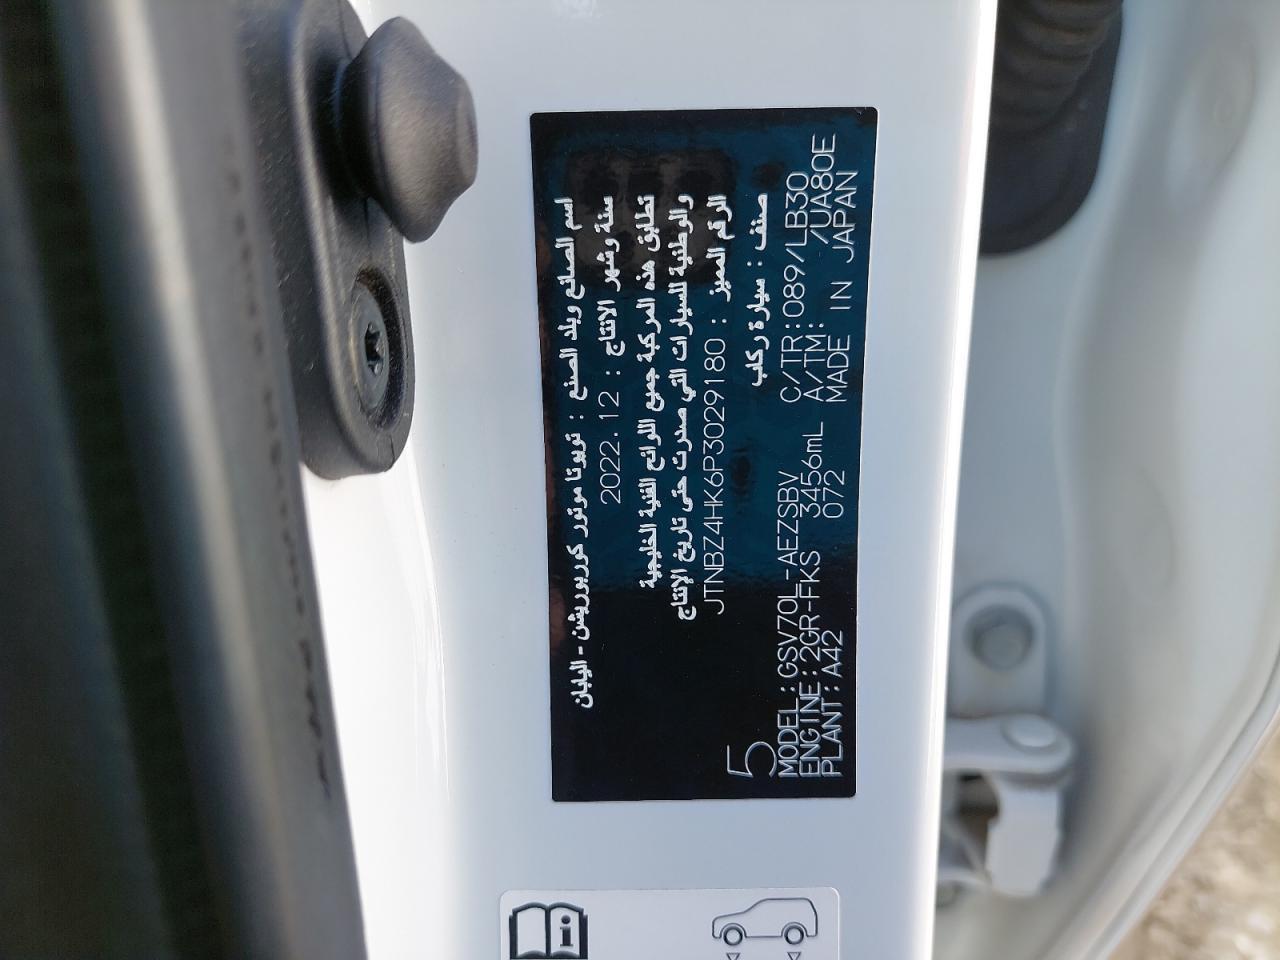 اسم الصانع وبلد الصنع : تويوتا موتور كوربوريشن - اليابان
سنة وشهر الانتاج : 2022.12
تطابق هذه المركبة جميع اللوائح الفنية الخليجية
والوطنية للسيارات التي صدرت حتى تاريخ الإنتاج
الرقم المميز : JTNBZ4HK6P3029180
صنف : سيارة ركاب
5
MODEL:GSV70L-AEZSBV C/TR:089/LB30
ENGINE:2GR-FKS 3456mL A/TM: /UA80E
PLANT:A42 072 MADE IN JAPAN
i